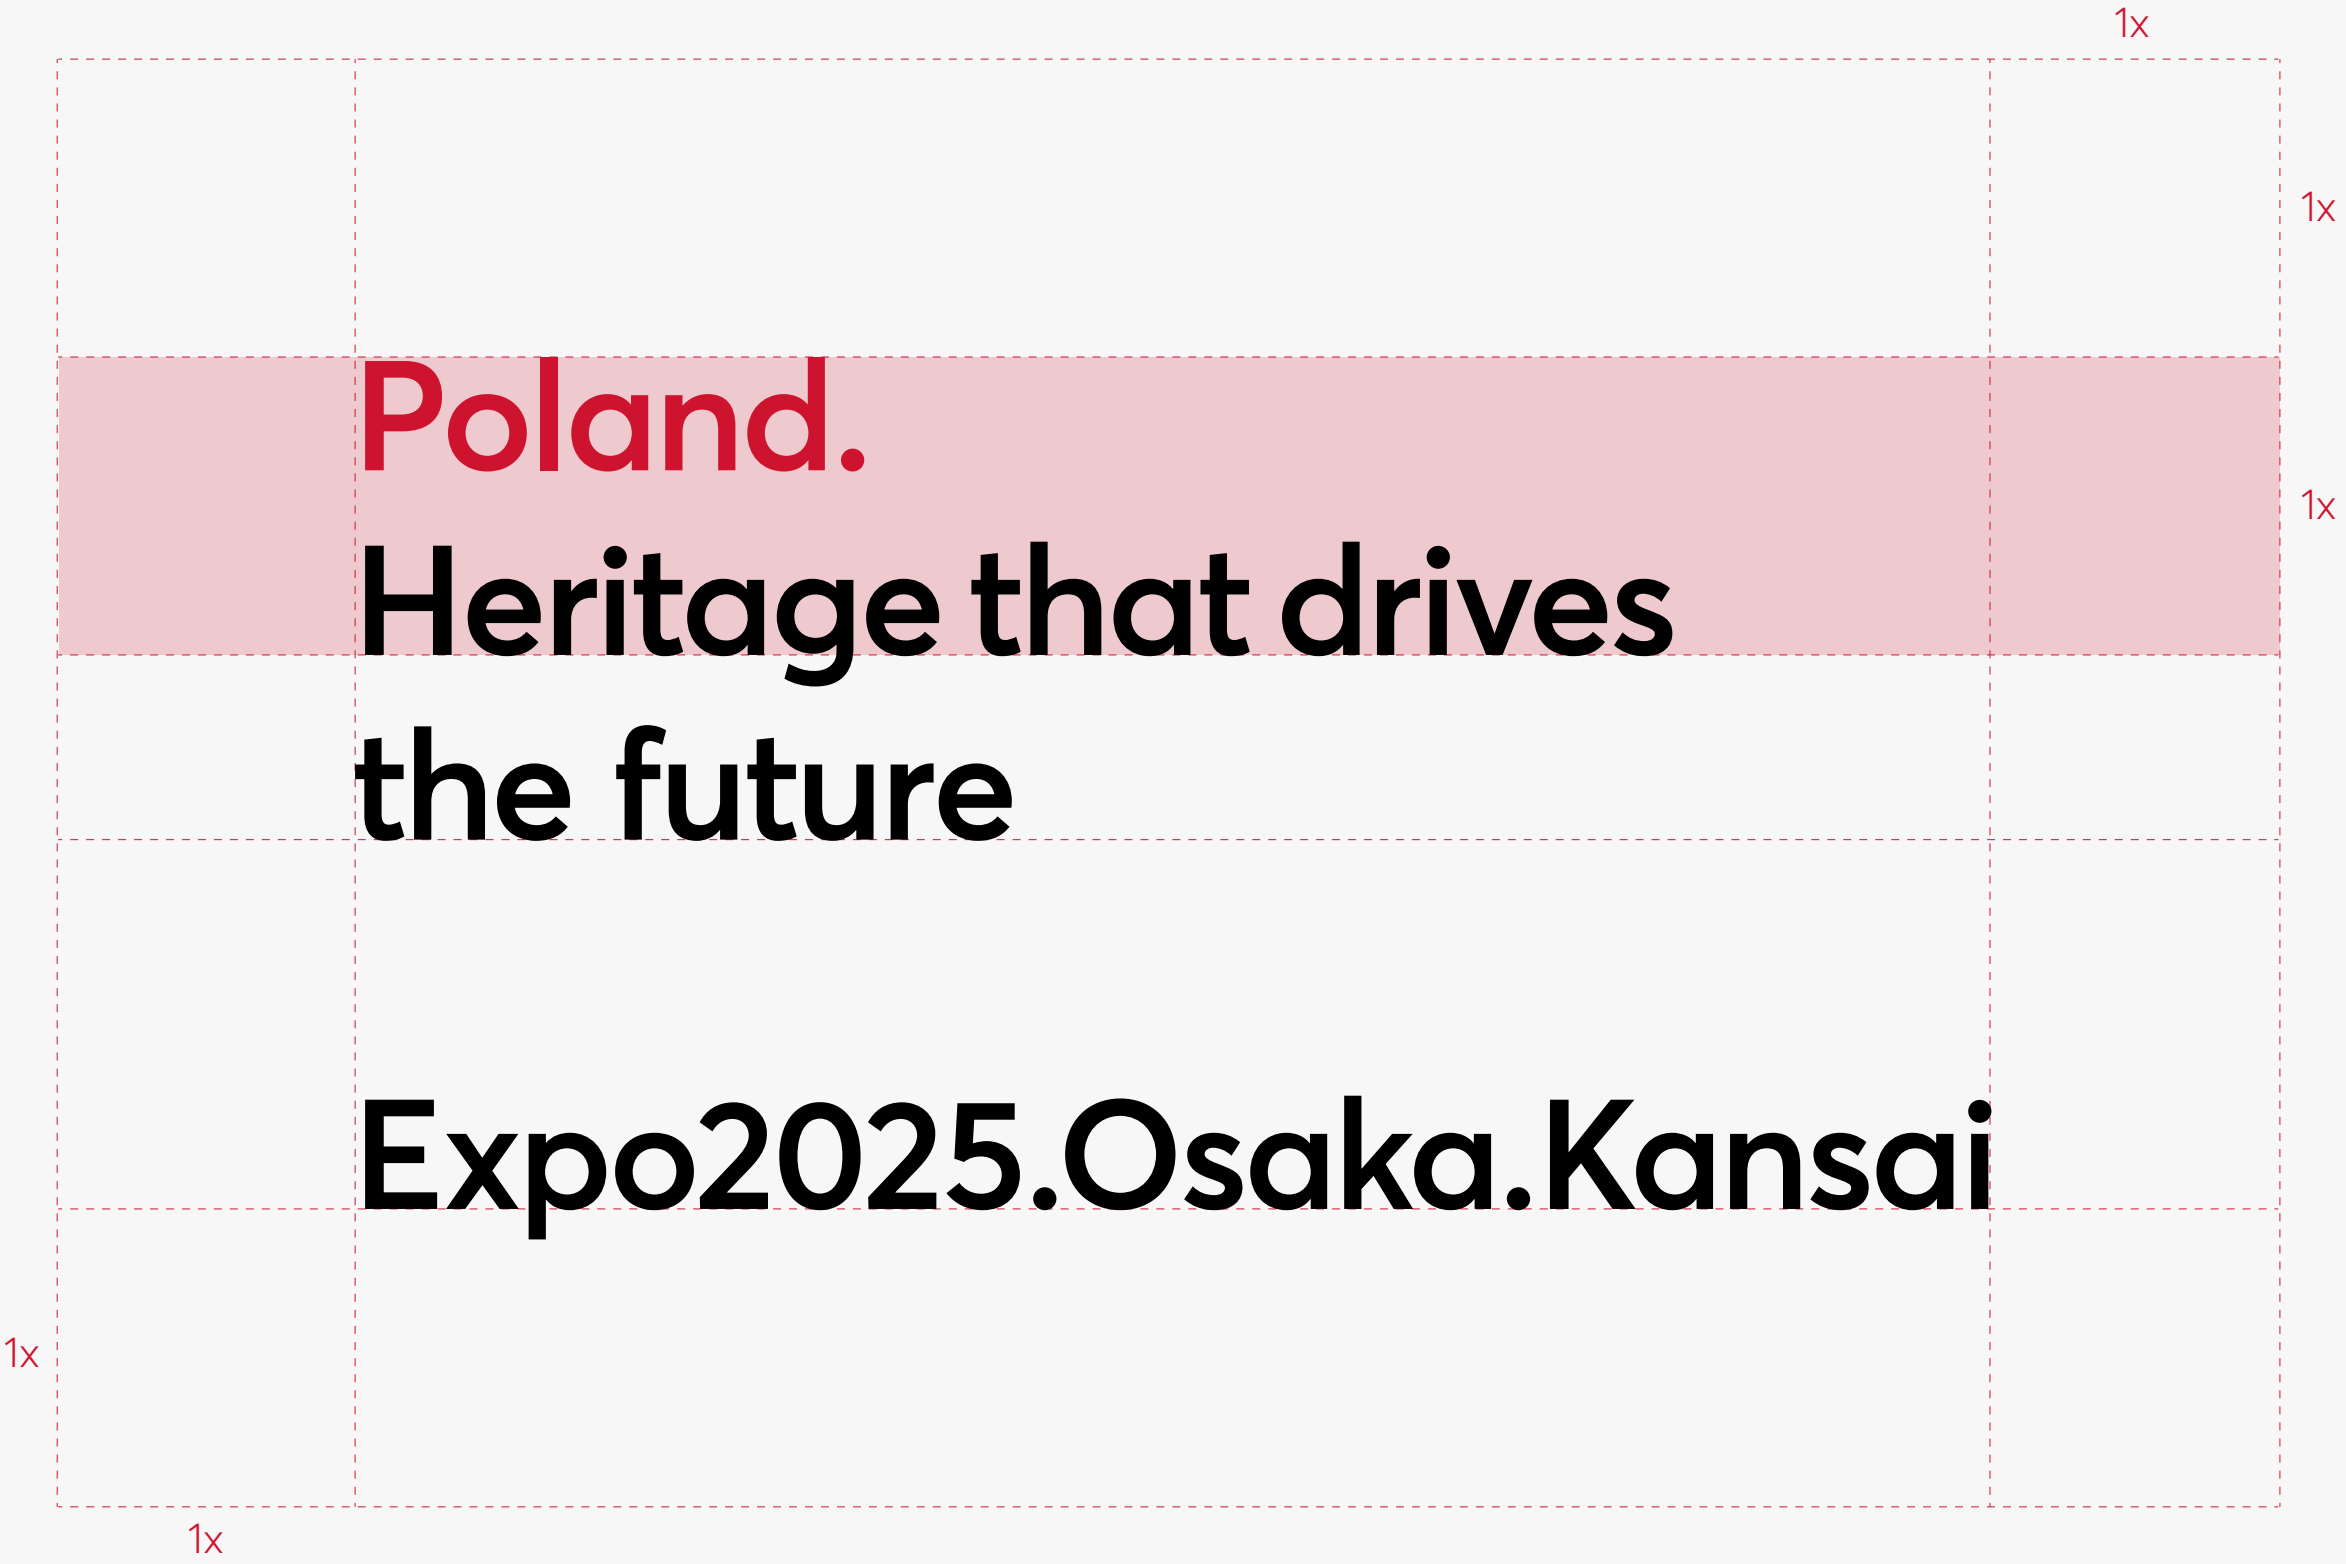 1x
1x
Poland.
1x
Heritage that drives
the future
Expo2025.Osaka.Kansai
1x
1x